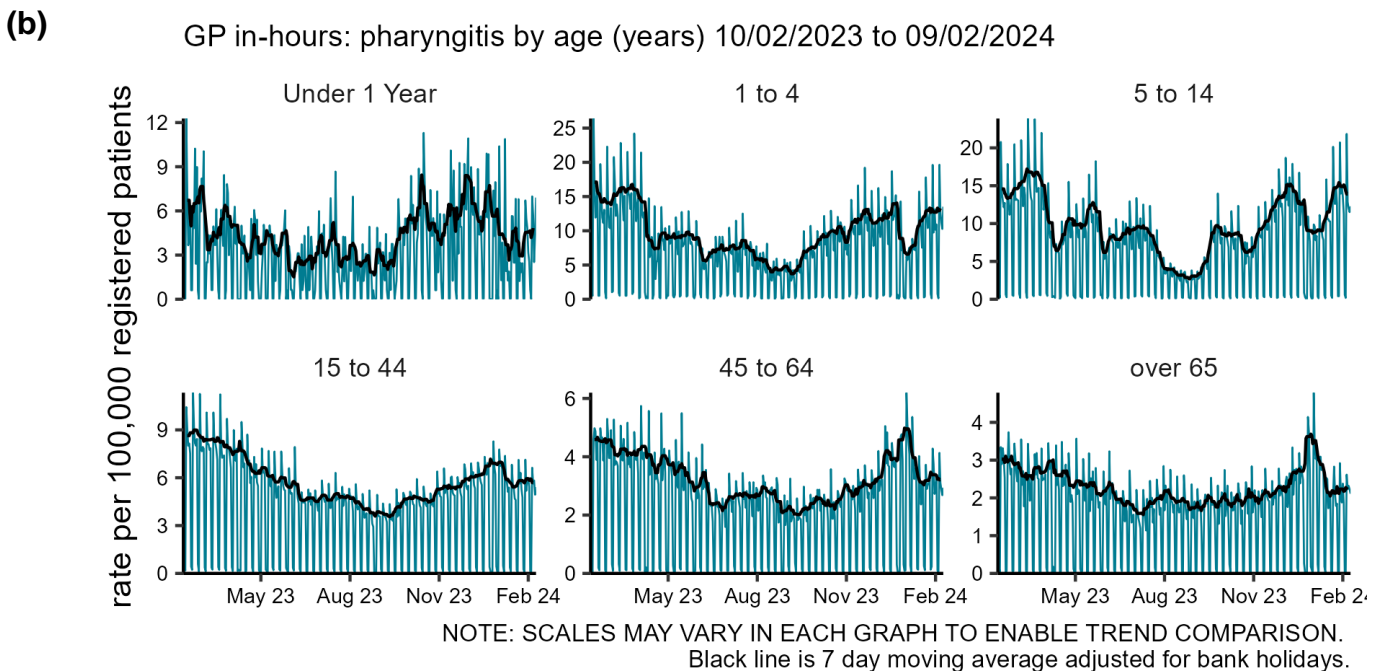 (b)
GP in-hours: pharyngitis by age (years) 10/02/2023 to 09/02/2024
rate per 100,000 registered patients
Under 1 Year
1 to 4
5 to 14
12
9
6
3
0
25
20
15
10
5
0
20
15
10
5
0
15 to 44
45 to 64
over 65
9
6
3
0
6
4
2
0
4
3
2
1
0
May 23 Aug 23 Nov 23 Feb 24
May 23 Aug 23 Nov 23 Feb 24
May 23 Aug 23 Nov 23 Feb 2
NOTE: SCALES MAY VARY IN EACH GRAPH TO ENABLE TREND COMPARISON.
Black line is 7 day moving average adjusted for bank holidays.